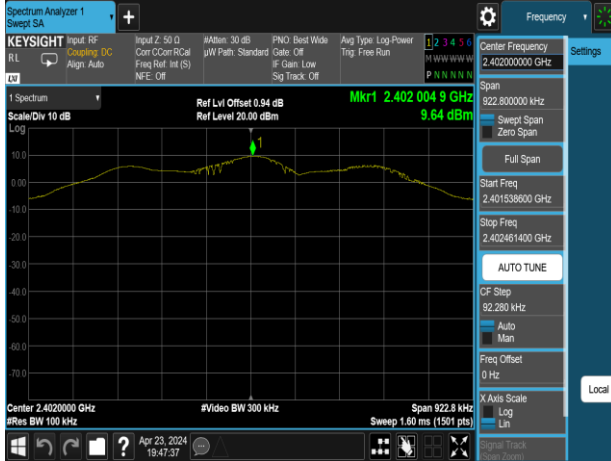 Spectrum Analyzer 1
Swept SA
+
Frequency
KEYSIGHT
RL
LXI
Input: RF
Coupling: DC
Align: Auto
Input Z: 50 Ω
Corr CCorr RCal
Freq Ref: Int (S)
NFE: Off
#Atten: 30 dB
µW Path: Standard
PNO: Best Wide
Gate: Off
IF Gain: Low
Sig Track: Off
Avg Type: Log-Power
Trig: Free Run
1 2 3 4 5 6
M W W W W W
P N N N N N
Center Frequency
2.402000000 GHz
Settings
Span
922.800000 kHz
Swept Span
Zero Span
Full Span
Start Freq
2.401538600 GHz
Stop Freq
2.402461400 GHz
AUTO TUNE
CF Step
92.280 kHz
Auto
Man
Freq Offset
0 Hz
X Axis Scale
Log
Lin
Signal Track
(Span Zoom)
Local
1 Spectrum
Scale/Div 10 dB
Log
Ref Lvl Offset 0.94 dB
Ref Level 20.00 dBm
Mkr1 2.402 004 9 GHz
9.64 dBm
1
10.0
0.00
-10.0
-20.0
-30.0
-40.0
-50.0
-60.0
-70.0
Center 2.4020000 GHz
#Res BW 100 kHz
#Video BW 300 kHz
Span 922.8 kHz
Sweep 1.60 ms (1501 pts)
?
Apr 23, 2024
19:47:37